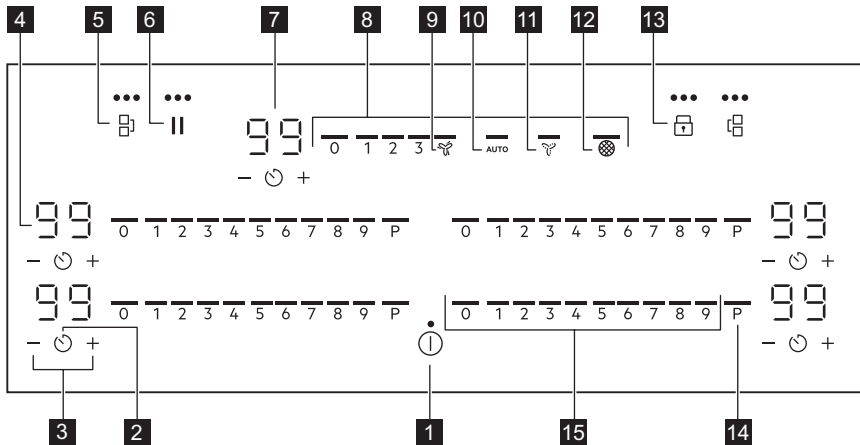 4 5 6 7 8 9 10 11 12 13
99 0 1 2 3 AUTO
- +
99 0 1 2 3 4 5 6 7 8 9 P 0 1 2 3 4 5 6 7 8 9 P 99
- + - +
99 0 1 2 3 4 5 6 7 8 9 P 0 1 2 3 4 5 6 7 8 9 P 99
- + - +
3 2 1 15 14